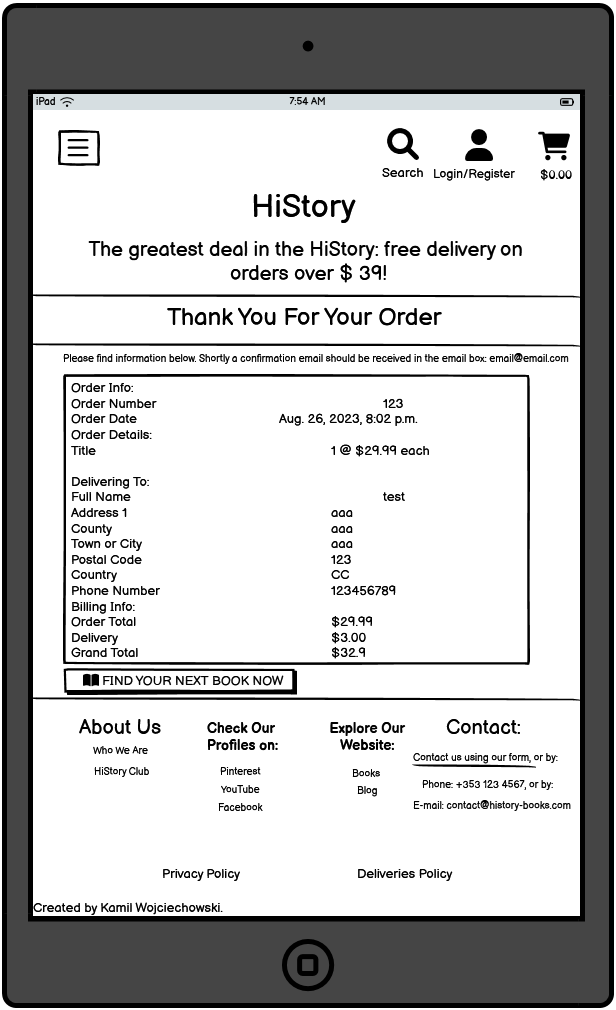 iPad 7:54 AM
Search Login/Register $0.00
HiStory
The greatest deal in the HiStory: free delivery on
orders over $ 39!
Thank You For Your Order
Please find information below. Shortly a confirmation email should be received in the email box: email@email.com
Order Info:
Order Number 123
Order Date Aug. 26, 2023, 8:02 p.m.
Order Details:
Title 1 @ $29.99 each
Delivering To:
Full Name test
Address 1 aaa
County aaa
Town or City aaa
Postal Code 123
Country CC
Phone Number 123456789
Billing Info:
Order Total $29.99
Delivery $3.00
Grand Total $32.9
FIND YOUR NEXT BOOK NOW
About Us
Who We Are
HiStory Club
Check Our
Profiles on:
Pinterest
YouTube
Facebook
Explore Our
Website:
Books
Blog
Contact:
Contact us using our form, or by:
Phone: +353 123 4567, or by:
E-mail: contact@history-books.com
Privacy Policy Deliveries Policy
Created by Kamil Wojciechowski.